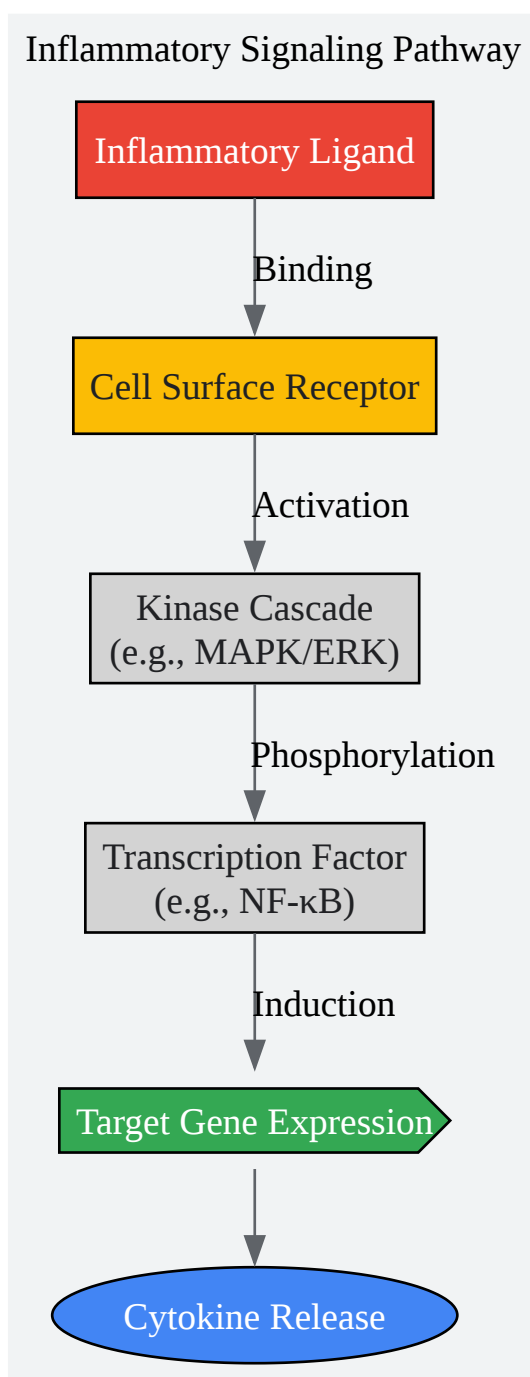 Inflammatory Signaling Pathway
Inflammatory Ligand
Binding
Cell Surface Receptor
Activation
Kinase Cascade
(e.g., MAPK/ERK)
Phosphorylation
Transcription Factor
(e.g., NF-κB)
Induction
Target Gene Expression
Cytokine Release